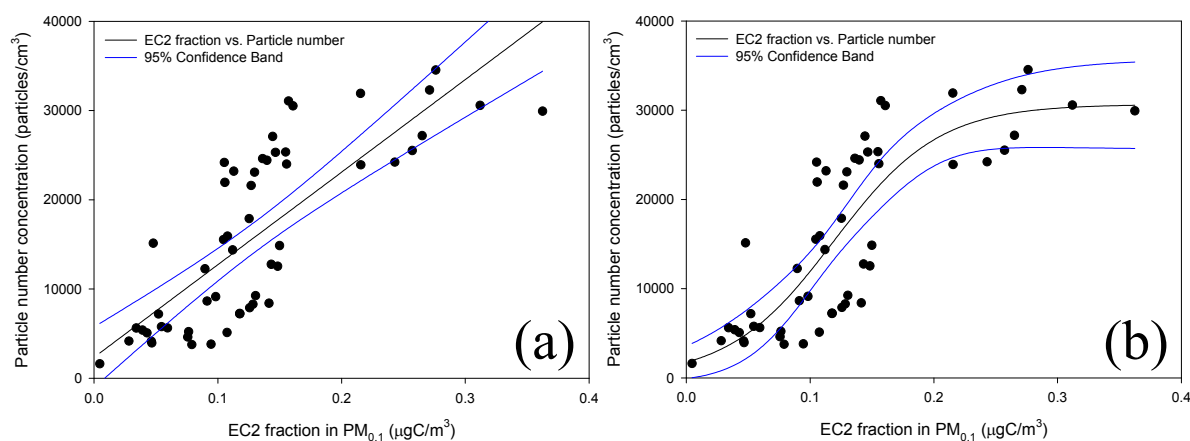 40000
30000
20000
10000
0
Particle number concentration (particles/cm³)
EC2 fraction vs. Particle number
95% Confidence Band
(a)
0.0 0.1 0.2 0.3 0.4
EC2 fraction in PM₀.₁ (μgC/m³)
40000
30000
20000
10000
0
Particle number concentration (particles/cm³)
EC2 fraction vs. Particle number
95% Confidence Band
(b)
0.0 0.1 0.2 0.3 0.4
EC2 fraction in PM₀.₁ (μgC/m³)